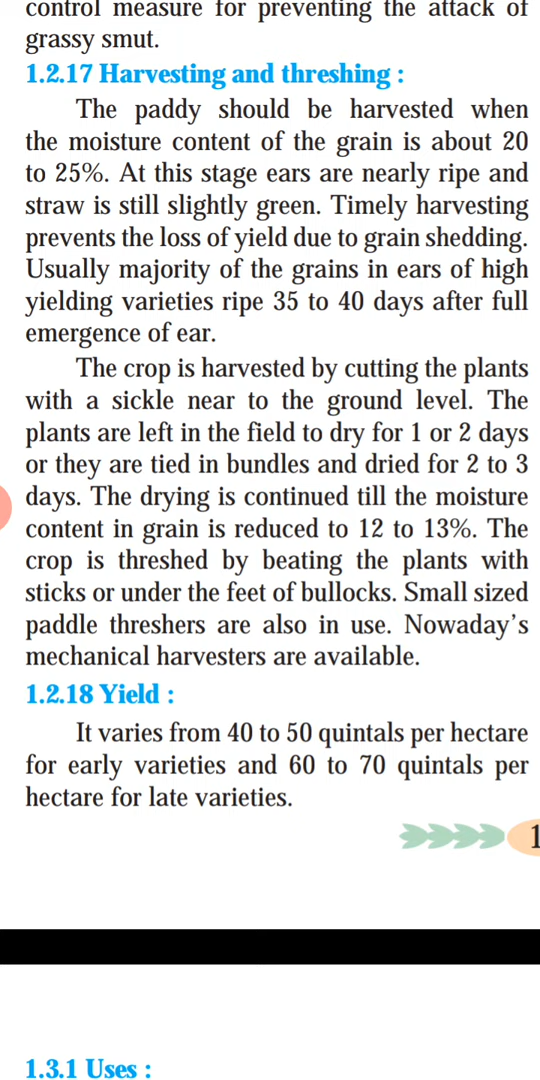 control measure for preventing the attack of
grassy smut.
1.2.17 Harvesting and threshing :
The paddy should be harvested when
the moisture content of the grain is about 20
to 25%. At this stage ears are nearly ripe and
straw is still slightly green. Timely harvesting
prevents the loss of yield due to grain shedding.
Usually majority of the grains in ears of high
yielding varieties ripe 35 to 40 days after full
emergence of ear.
The crop is harvested by cutting the plants
with a sickle near to the ground level. The
plants are left in the field to dry for 1 or 2 days
or they are tied in bundles and dried for 2 to 3
days. The drying is continued till the moisture
content in grain is reduced to 12 to 13%. The
crop is threshed by beating the plants with
sticks or under the feet of bullocks. Small sized
paddle threshers are also in use. Nowaday's
mechanical harvesters are available.
1.2.18 Yield :
It varies from 40 to 50 quintals per hectare
for early varieties and 60 to 70 quintals per
hectare for late varieties.
1
1.3.1 Uses :